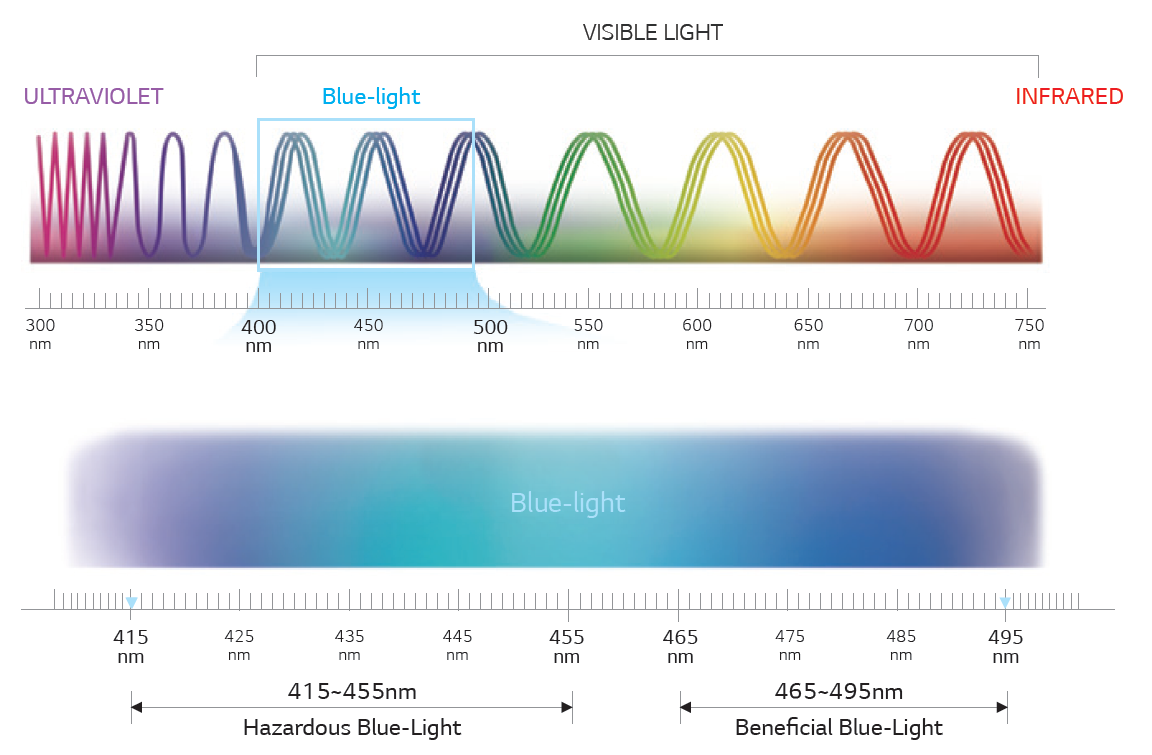 VISIBLE LIGHT
ULTRAVIOLET
Blue-light
INFRARED
300 350 400 450 500 550 600 650 700 750
nm nm nm nm nm nm nm nm nm nm
Blue-light
415 425 435 445 455 465 475 485 495
nm nm nm nm nm nm nm nm nm
415~455nm 465~495nm
Hazardous Blue-Light Beneficial Blue-Light